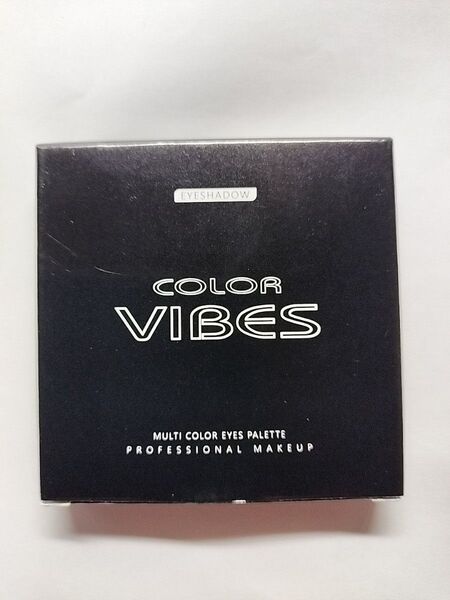 EYESHADOW
COLOR
VIBES
MULTI COLOR EYES PALETTE
PROFESSIONAL MAKEUP